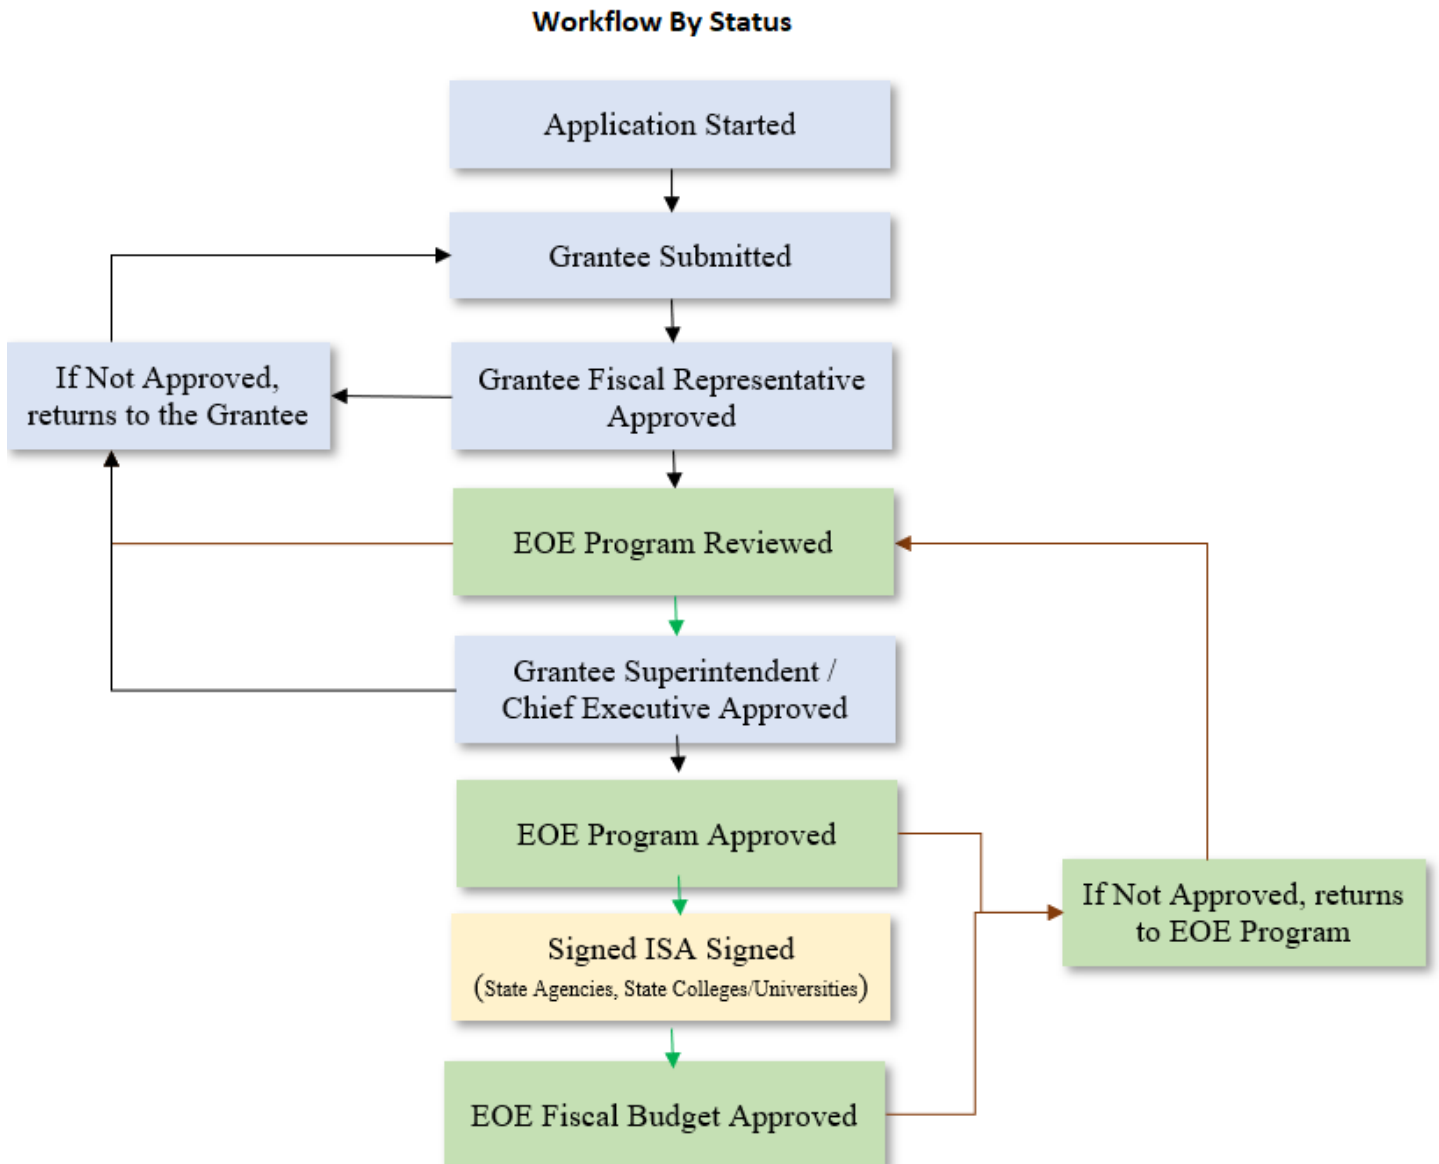 Workflow By Status
Application Started
Grantee Submitted
If Not Approved,
returns to the Grantee
Grantee Fiscal Representative
Approved
EOE Program Reviewed
Grantee Superintendent /
Chief Executive Approved
EOE Program Approved
If Not Approved, returns
to EOE Program
Signed ISA Signed
(State Agencies, State Colleges/Universities)
EOE Fiscal Budget Approved